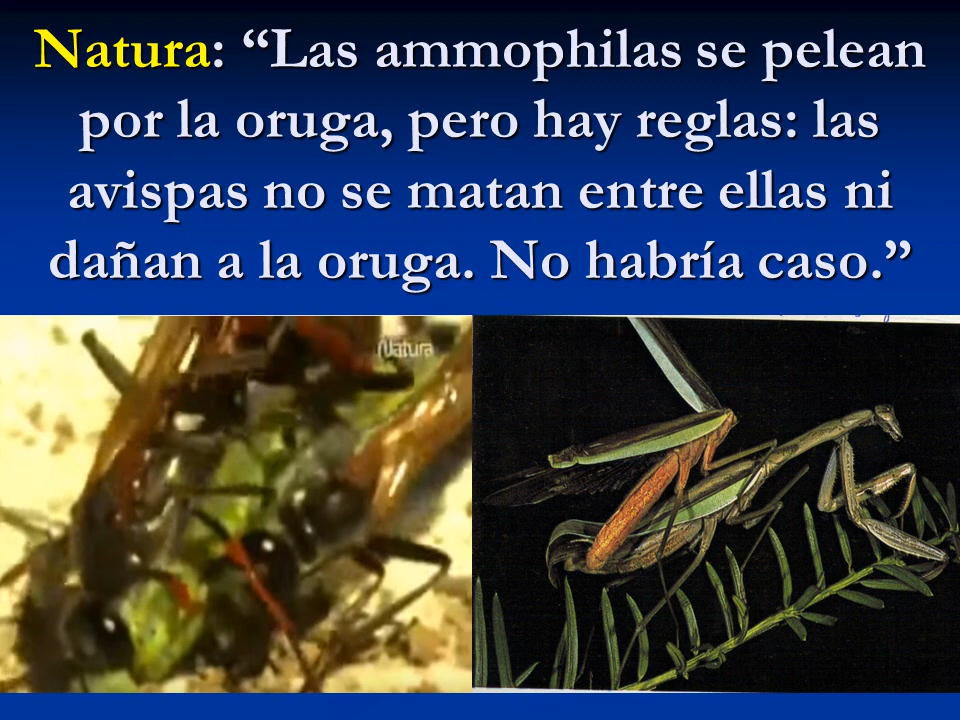 Natura: “Las ammophilas se pelean
por la oruga, pero hay reglas: las
avispas no se matan entre ellas ni
dañan a la oruga. No habría caso.”
Natura